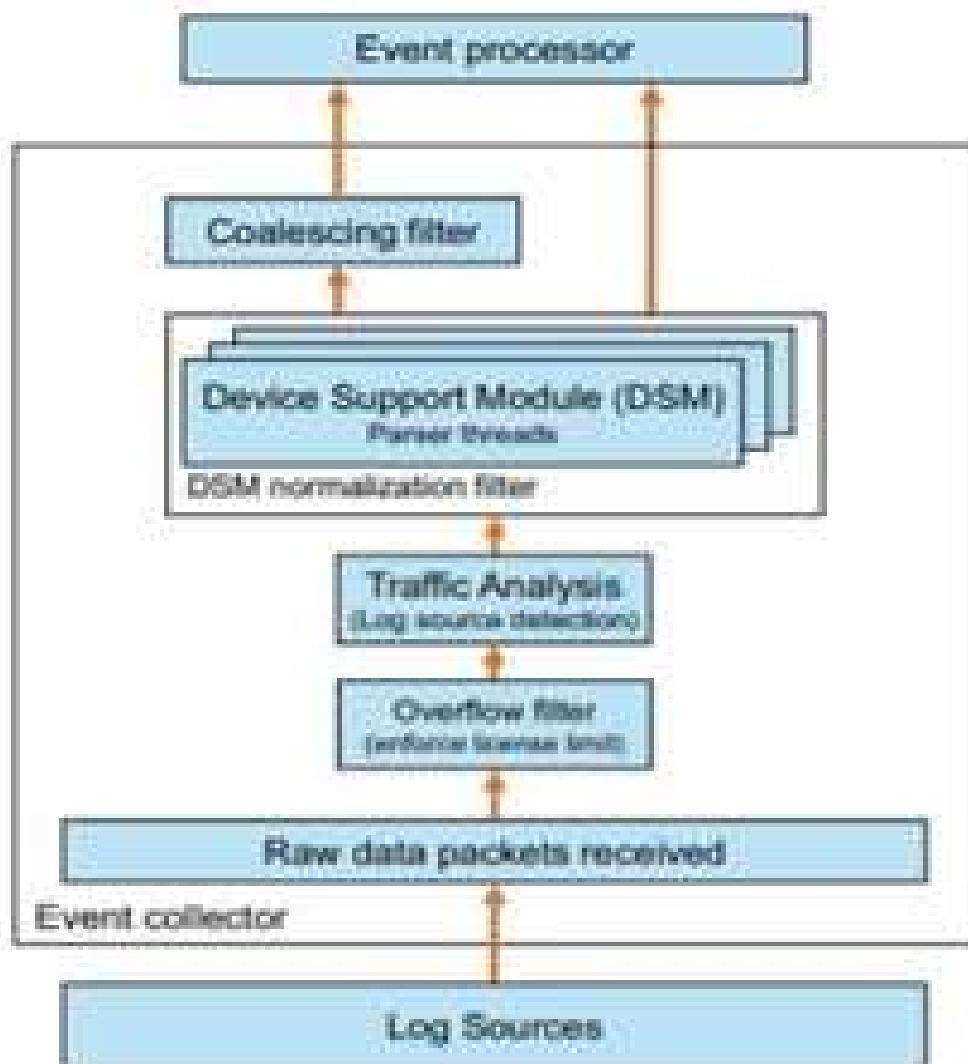 Event processor
Coalescing filter
Device Support Module (DSM)
Parser threads
DSM normalization filter
Traffic Analysis
(Log source detection)
Overflow filter
(enforce license limit)
Raw data packets received
Event collector
Log Sources